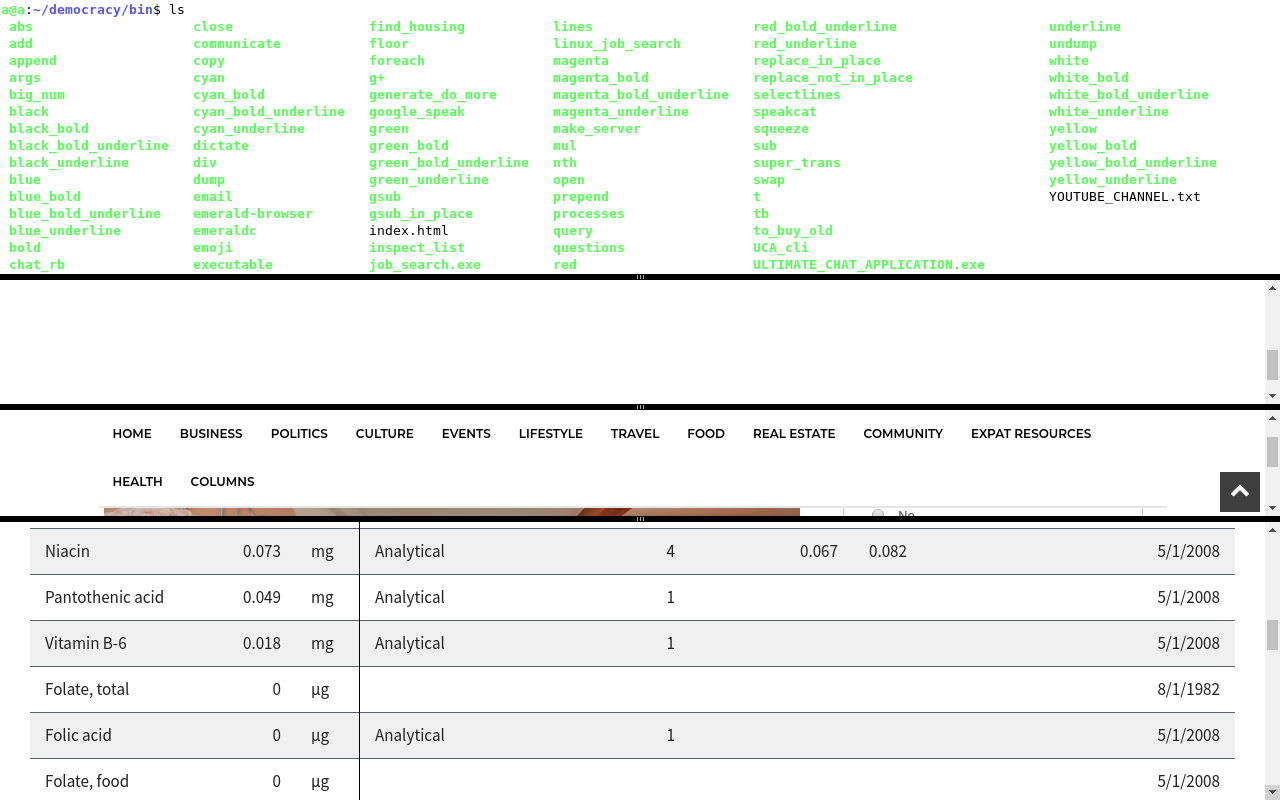 a@a:~/democracy/bin$ ls
abs close find_housing lines red_bold_underline underline
add communicate floor linux_job_search red_underline undump
append copy foreach magenta replace_in_place white
args cyan g+ magenta_bold replace_not_in_place white_bold
big_num cyan_bold generate_do_more magenta_bold_underline selectlines white_bold_underline
black cyan_bold_underline google_speak magenta_underline speakcat white_underline
black_bold cyan_underline green make_server squeeze yellow
black_bold_underline dictate green_bold mul sub yellow_bold
black_underline div green_bold_underline nth super_trans yellow_bold_underline
blue dump green_underline open swap yellow_underline
blue_bold email gsub prepend t YOUTUBE_CHANNEL.txt
blue_bold_underline emerald-browser gsub_in_place processes tb
blue_underline emeraldc index.html query to_buy_old
bold emoji inspect_list questions UCA_cli
chat_rb executable job_search.exe red ULTIMATE_CHAT_APPLICATION.exe
HOME BUSINESS POLITICS CULTURE EVENTS LIFESTYLE TRAVEL FOOD REAL ESTATE COMMUNITY EXPAT RESOURCES
HEALTH COLUMNS
No
Niacin 0.073 mg Analytical 4 0.067 0.082 5/1/2008
Pantothenic acid 0.049 mg Analytical 1 5/1/2008
Vitamin B-6 0.018 mg Analytical 1 5/1/2008
Folate, total 0 µg 8/1/1982
Folic acid 0 µg Analytical 1 5/1/2008
Folate, food 0 µg 5/1/2008